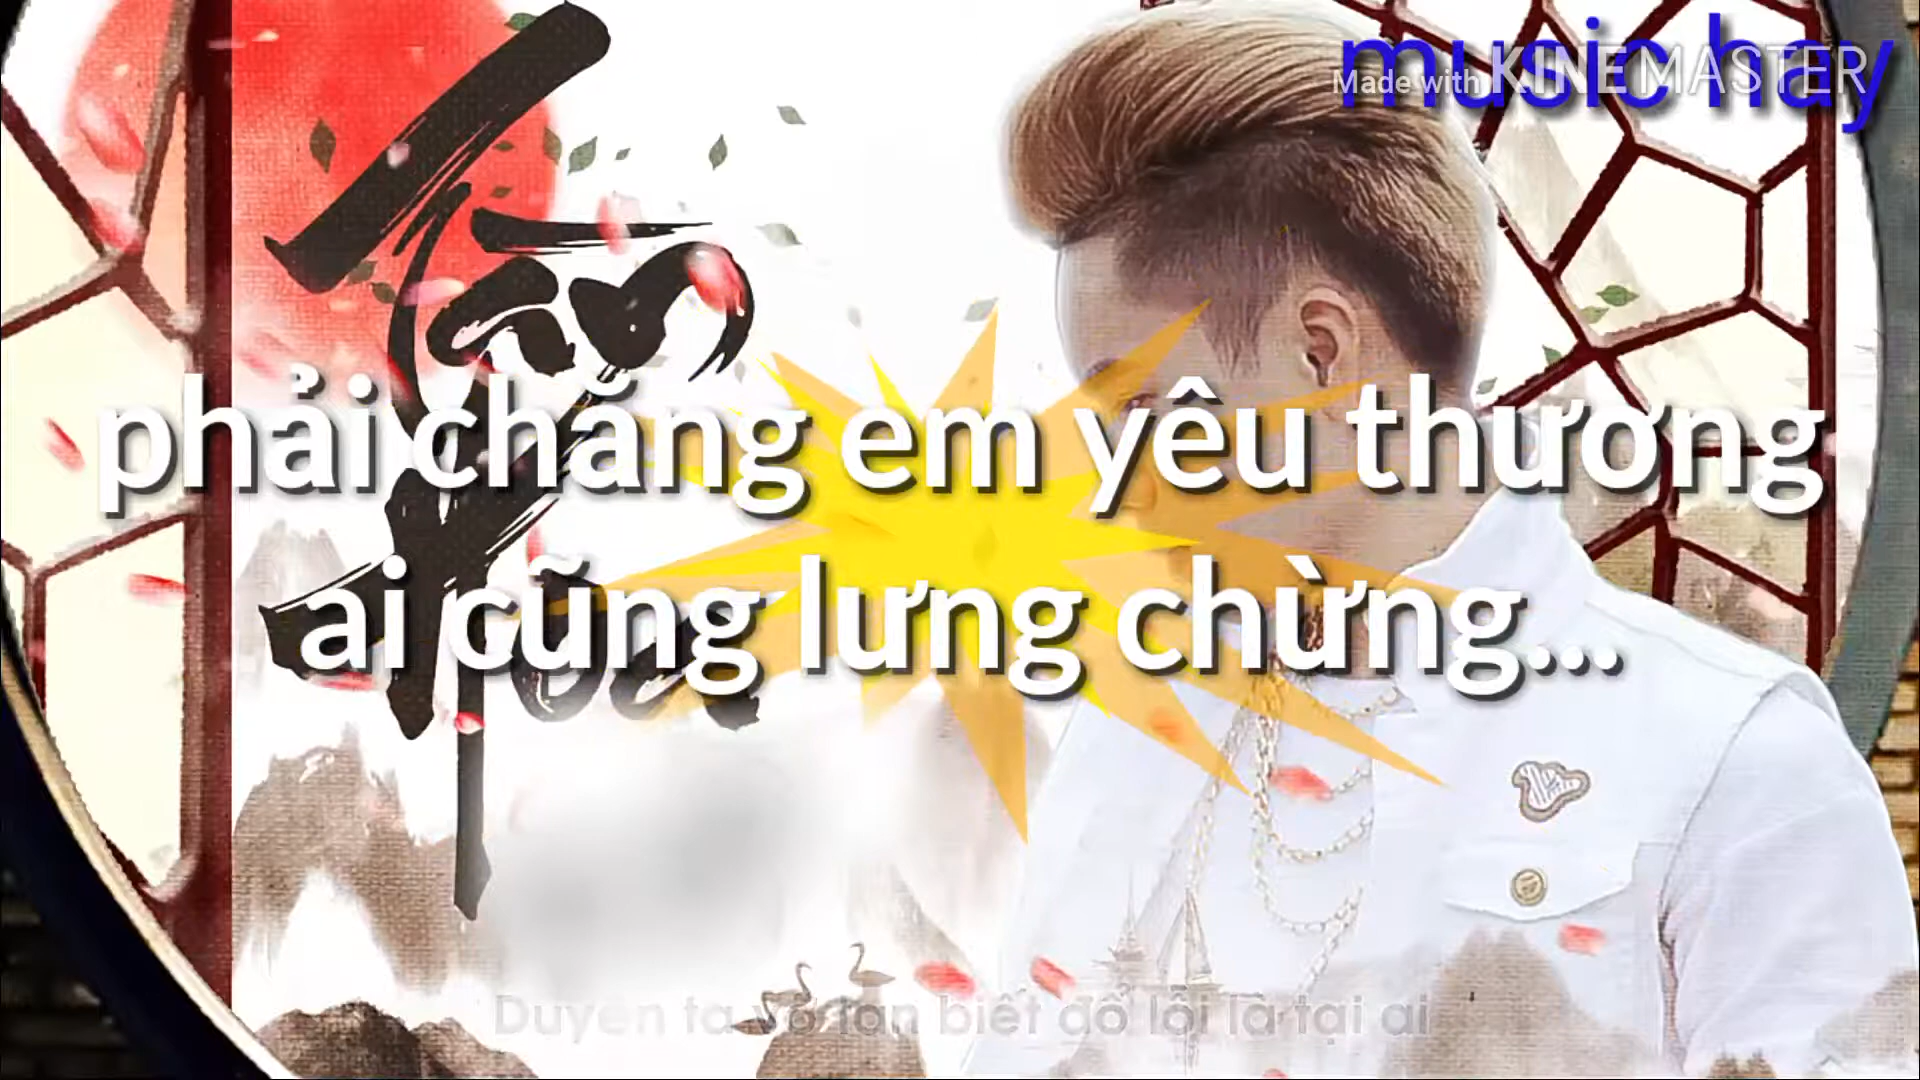 music hay
Made with KINEMASTER
phải chăng em yêu thương
ai cũng lưng chừng...
Duyên ta vỡ tan biết đổ lỗi là tại ai